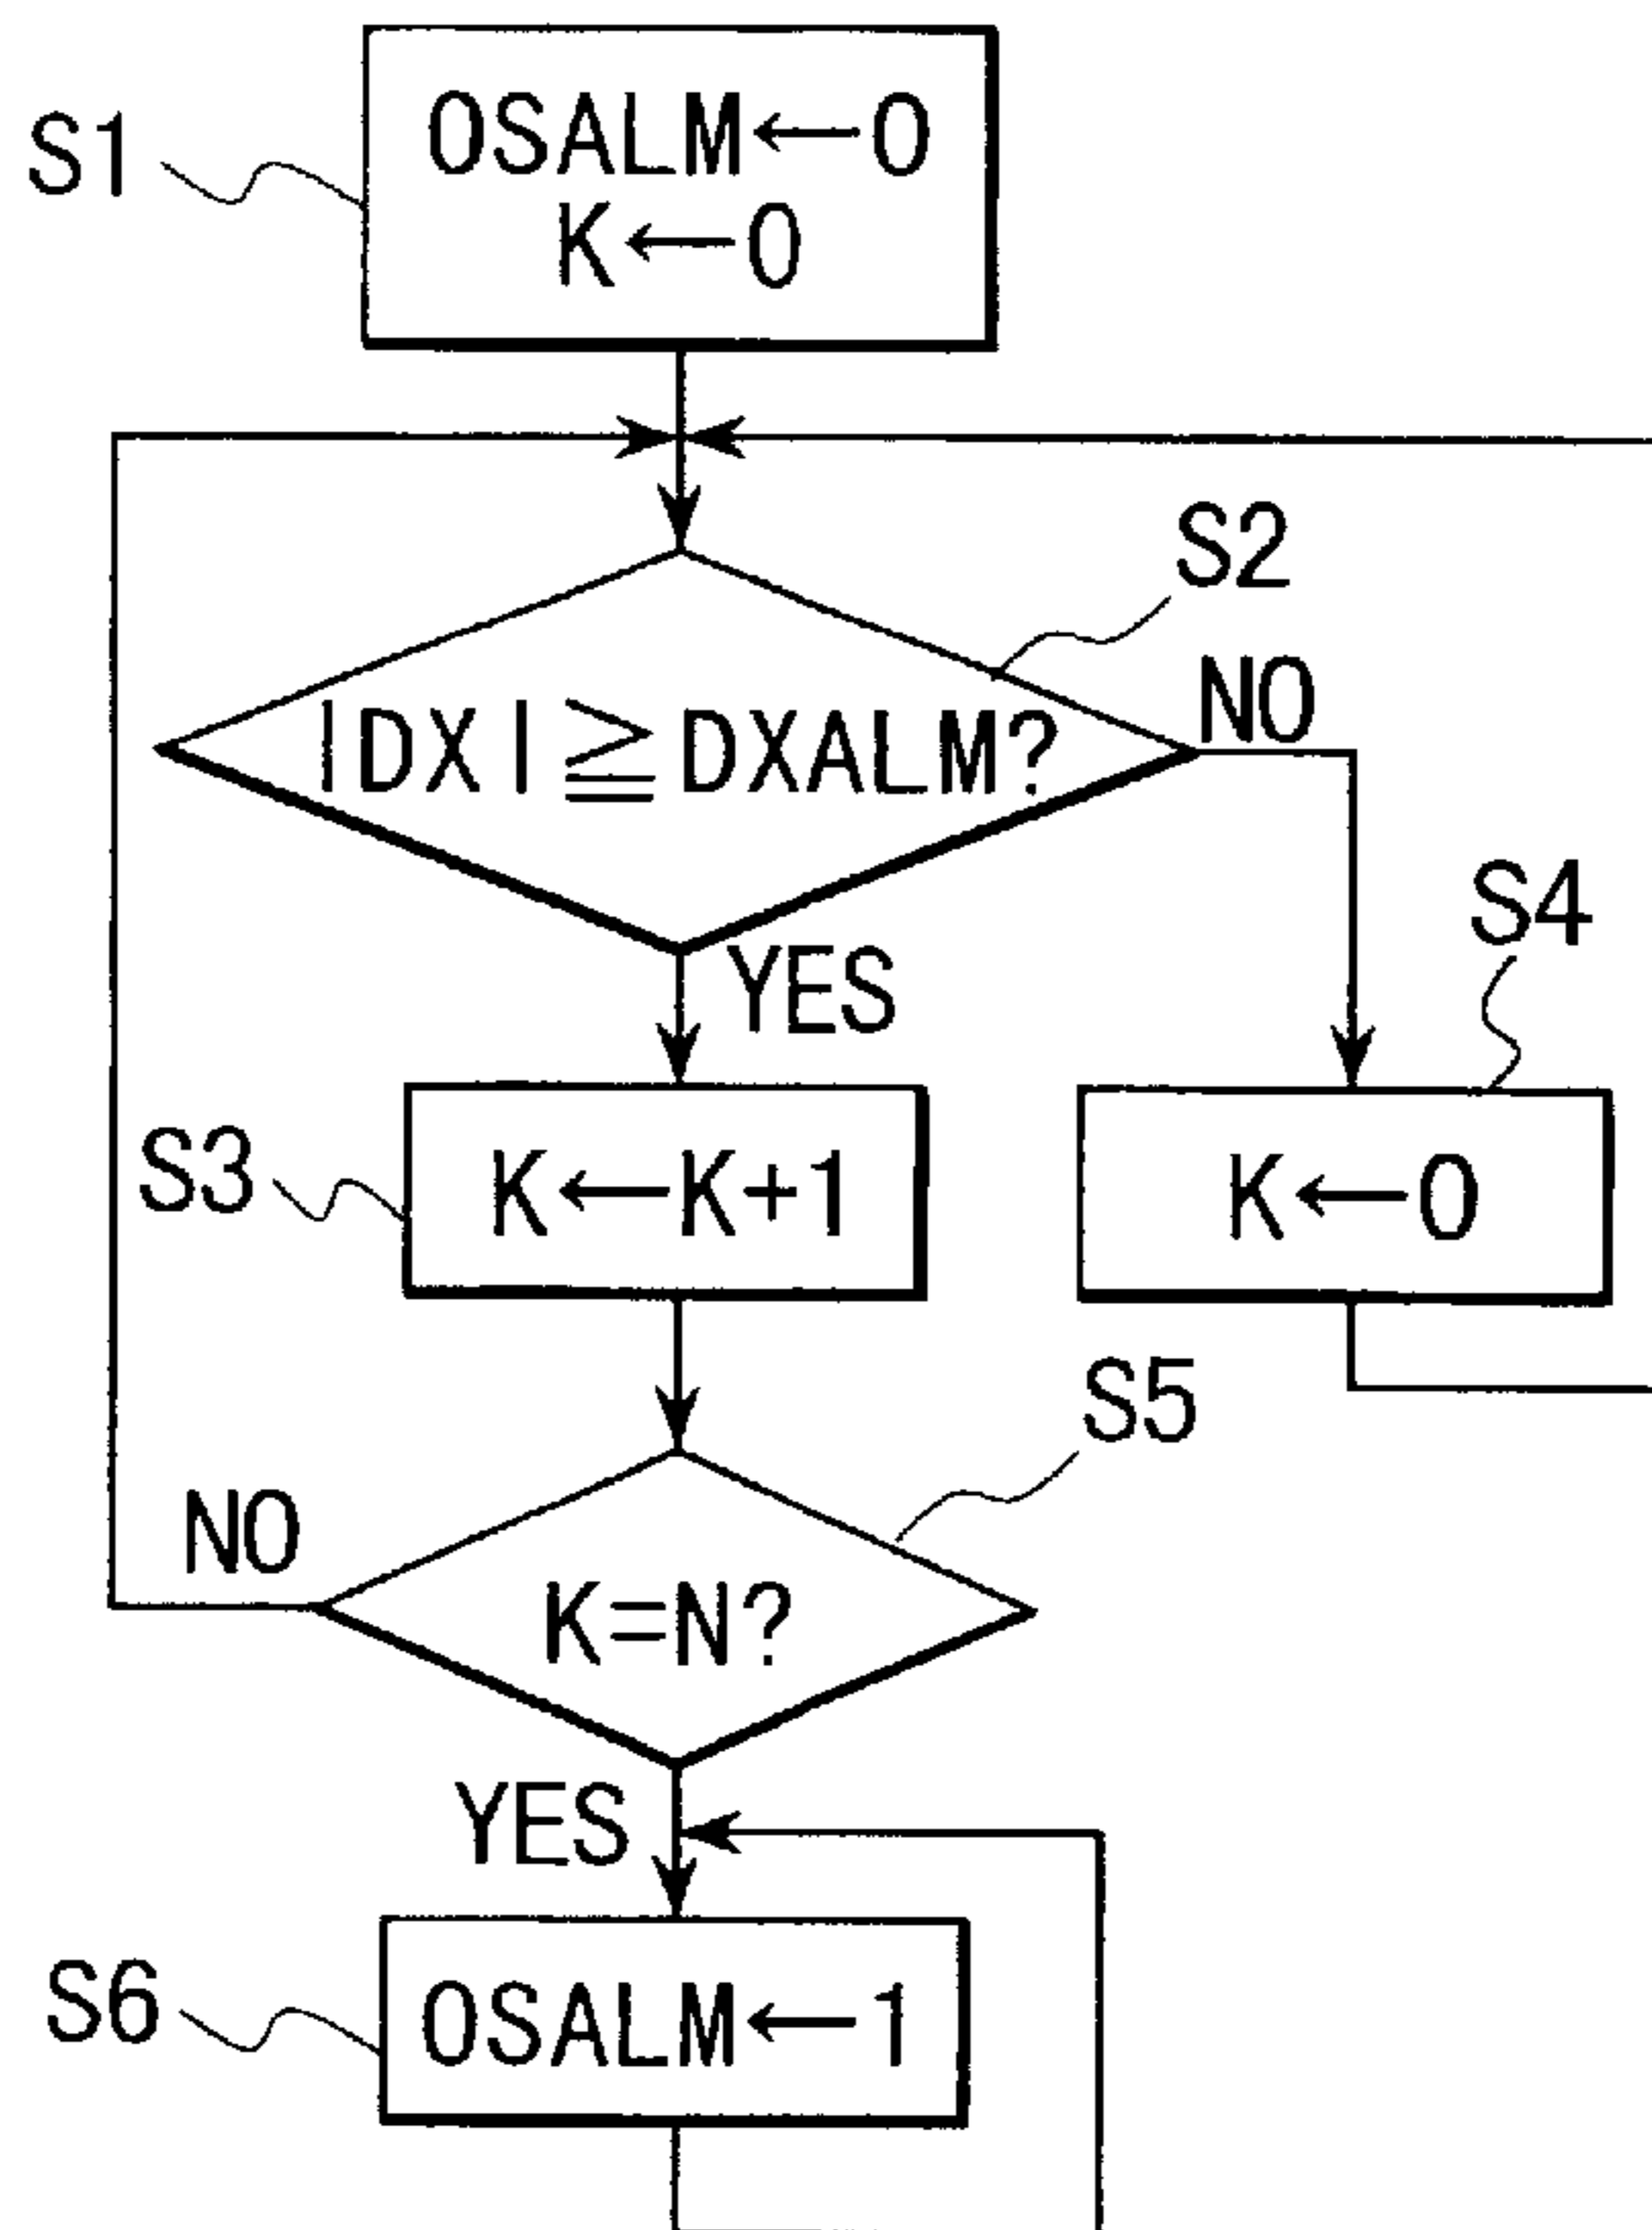 S1
OSALM←0
K←0
S2
|DX|≧DXALM?
NO
YES
S4
S3
K←K+1
K←0
S5
NO
K=N?
YES
S6
OSALM←1